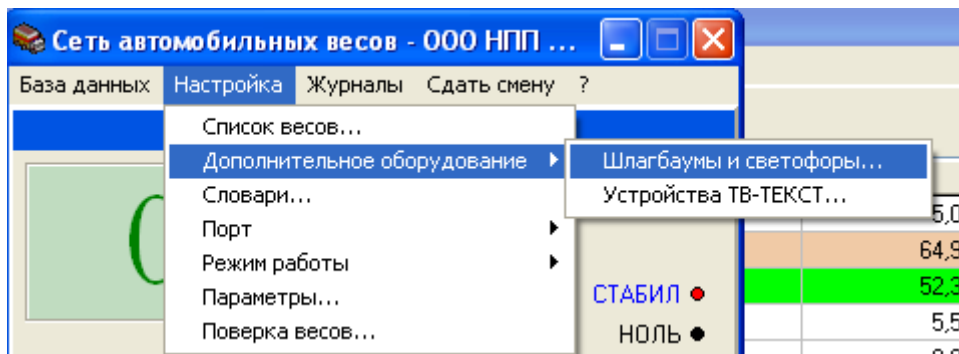 Сеть автомобильных весов - ООО НПП ...
База данных Настройка Журналы Сдать смену ?
Список весов...
Дополнительное оборудование
Шлагбаумы и светофоры...
Словари...
Устройства ТВ-ТЕКСТ...
Порт
Режим работы
64,9
Параметры...
СТАБИЛ
52,3
Поверка весов...
НОЛЬ
5,5